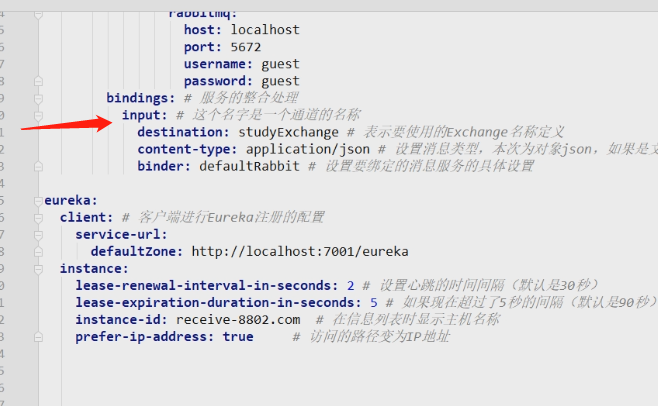 rabbitmq:
host: localhost
port: 5672
username: guest
password: guest
bindings: # 服务的整合处理
input: # 这个名字是一个通道的名称
destination: studyExchange # 表示要使用的Exchange名称定义
content-type: application/json # 设置消息类型，本次为对象json，如果是文
binder: defaultRabbit # 设置要绑定的消息服务的具体设置
eureka:
client: # 客户端进行Eureka注册的配置
service-url:
defaultZone: http://localhost:7001/eureka
instance:
lease-renewal-interval-in-seconds: 2 # 设置心跳的时间间隔（默认是30秒）
lease-expiration-duration-in-seconds: 5 # 如果现在超过了5秒的间隔（默认是90秒）
instance-id: receive-8802.com # 在信息列表时显示主机名称
prefer-ip-address: true # 访问的路径变为IP地址